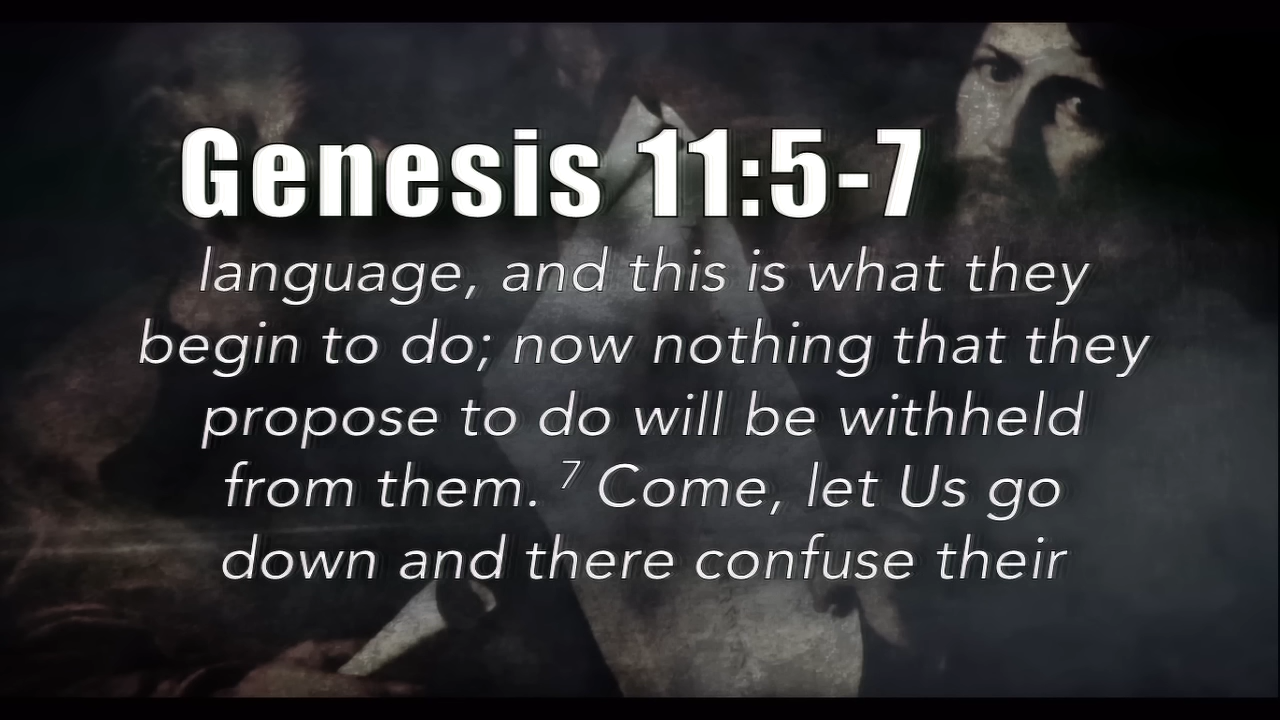 Genesis 11:5-7
language, and this is what they
begin to do; now nothing that they
propose to do will be withheld
from them. 7 Come, let Us go
down and there confuse their